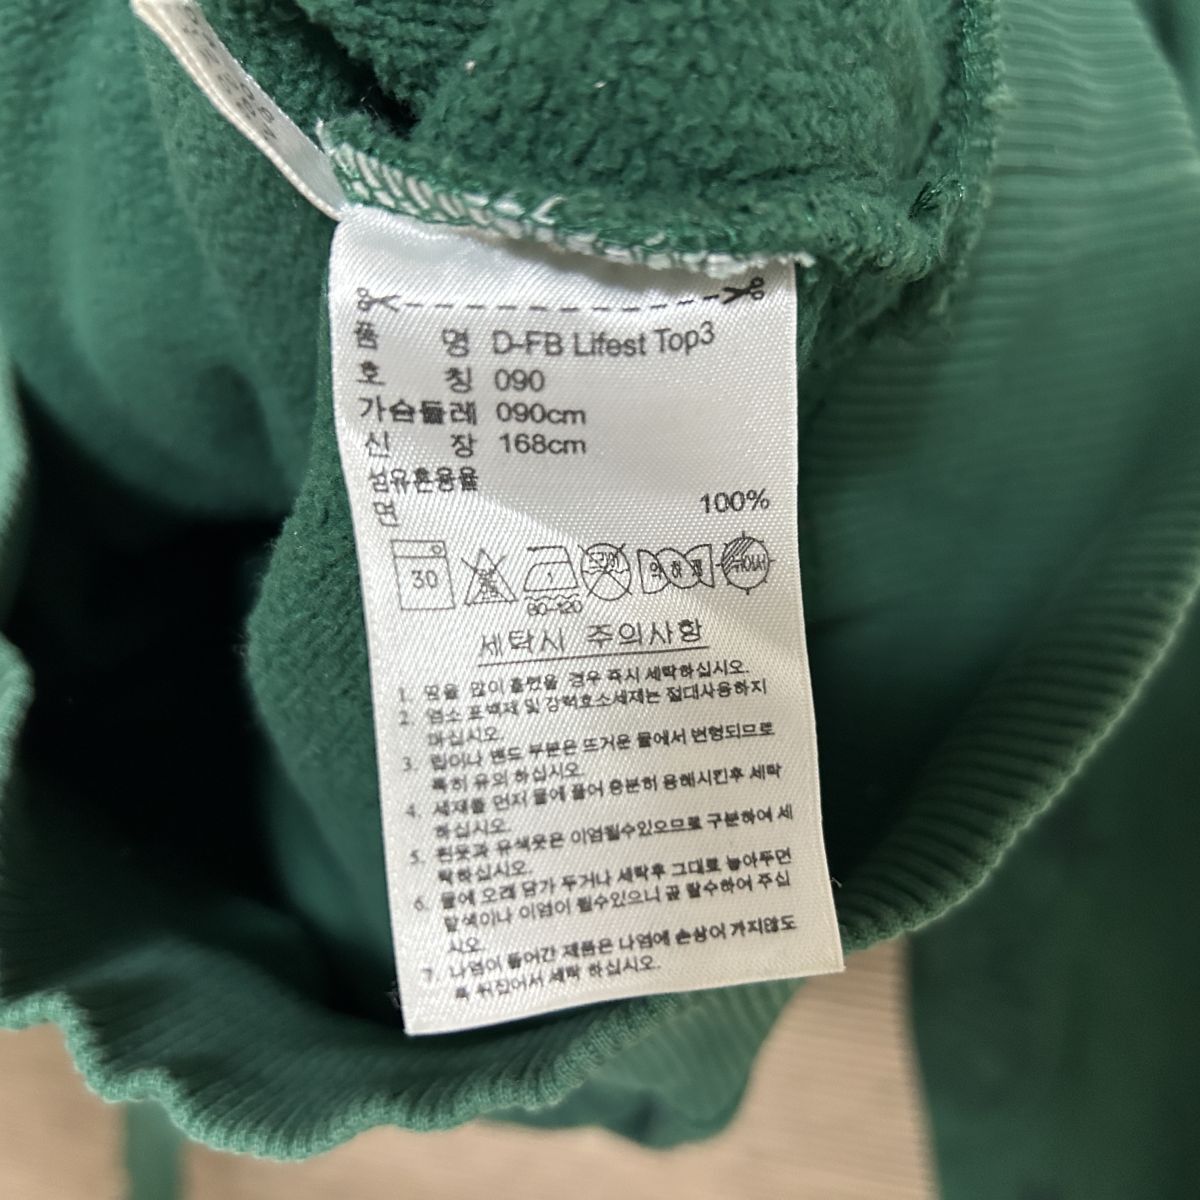 품 명 D-FB Lifest Top3
호 칭 090
가슴둘레 090cm
신 장 168cm
섬유혼용율
면 100%
30
80~120
약 하 게
뉘어서
세탁시 주의사항
1. 땀을 많이 흘렸을 경우 즉시 세탁하십시오.
2. 염소 표백제 및 강력효소세제는 절대사용하지
마십시오.
3. 립이나 밴드 부분은 뜨거운 물에서 변형되므로
특히 유의 하십시오.
4. 세제를 먼저 물에 풀어 충분히 용해시킨후 세탁
하십시오.
5. 흰옷과 유색옷은 이염될수있으므로 구분하여 세
탁하십시오.
6. 물에 오래 담가 두거나 세탁후 그대로 놓아두면
탈색이나 이염이 될수있으니 곧 탈수하여 주십
시오.
7. 나염이 들어간 제품은 나염에 손상이 가지않도
록 뒤집어서 세탁 하십시오.